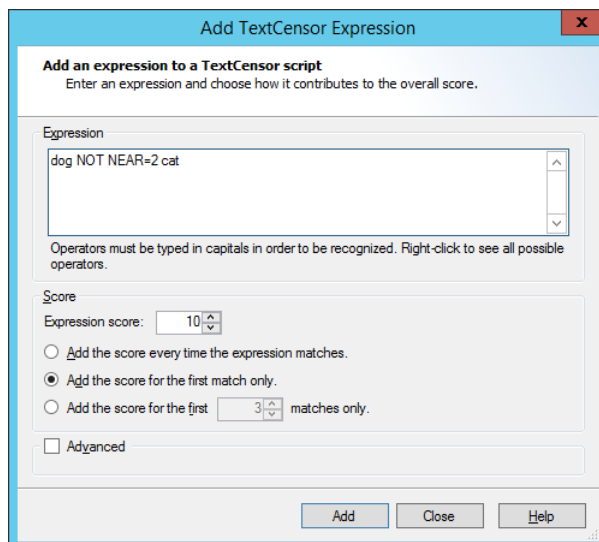 Add TextCensor Expression
x
Add an expression to a TextCensor script
Enter an expression and choose how it contributes to the overall score.
Expression
dog NOT NEAR=2 cat
Operators must be typed in capitals in order to be recognized. Right-click to see all possible
operators.
Score
Expression score: 10
Add the score every time the expression matches.
Add the score for the first match only.
Add the score for the first 3 matches only.
Advanced
Add Close Help